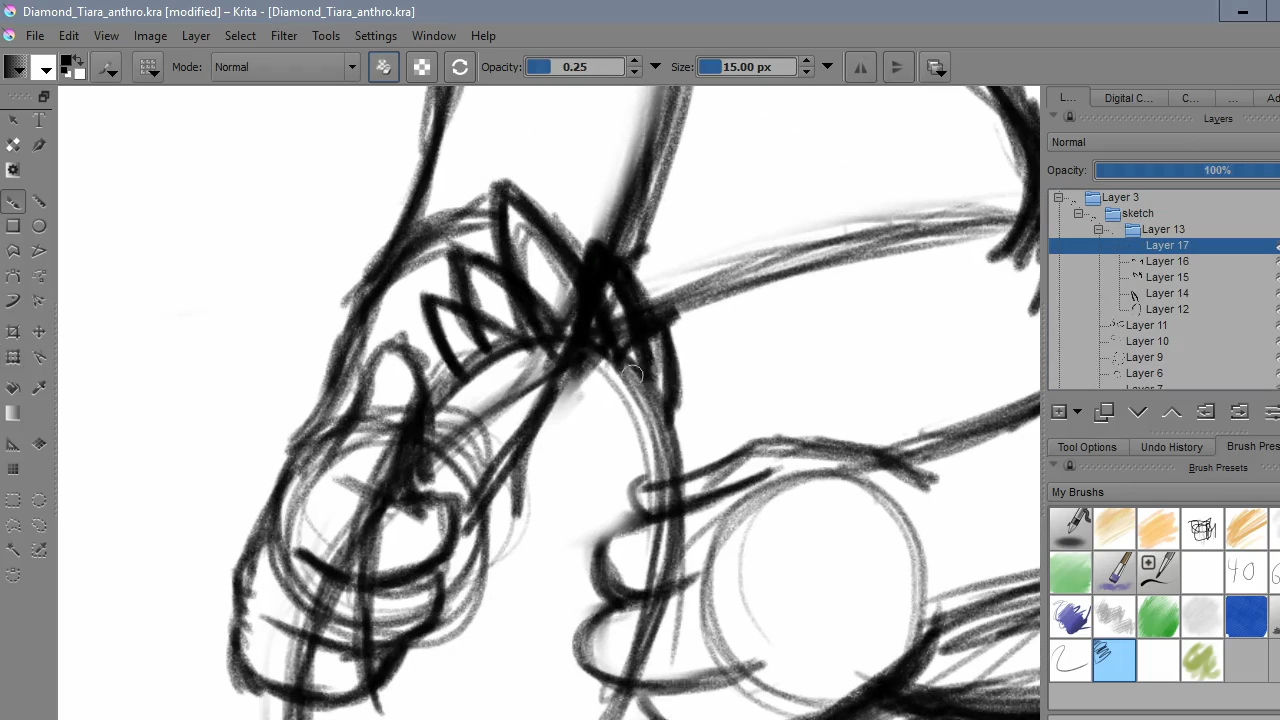 Diamond_Tiara_anthro.kra [modified] – Krita - [Diamond_Tiara_anthro.kra]
File Edit View Image Layer Select Filter Tools Settings Window Help
Mode: Normal Opacity: 0.25 Size: 15.00 px
L... Digital C... C... ... Ad
Layers
Normal
Opacity: 100%
Layer 3
sketch
Layer 13
Layer 17
Layer 16
Layer 15
Layer 14
Layer 12
Layer 11
Layer 10
Layer 9
Layer 6
Tool Options Undo History Brush Pres
Brush Presets
My Brushes